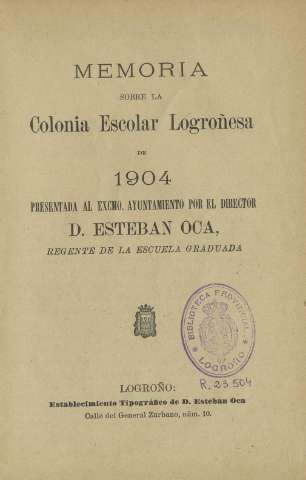 MEMORIA
SOBRE LA
Colonia Escolar Logroñesa
DE
1904
PRESENTADA AL EXCMO. AYUNTAMIENTO POR EL DIRECTOR
D. ESTEBAN OCA,
REGENTE DE LA ESCUELA GRADUADA
BIBLIOTECA PROVINCIAL
* LOGROÑO *
R. 23.504
LOGROÑO:
Establecimiento Tipográfico de D. Esteban Oca
Calle del General Zurbano, núm. 10.